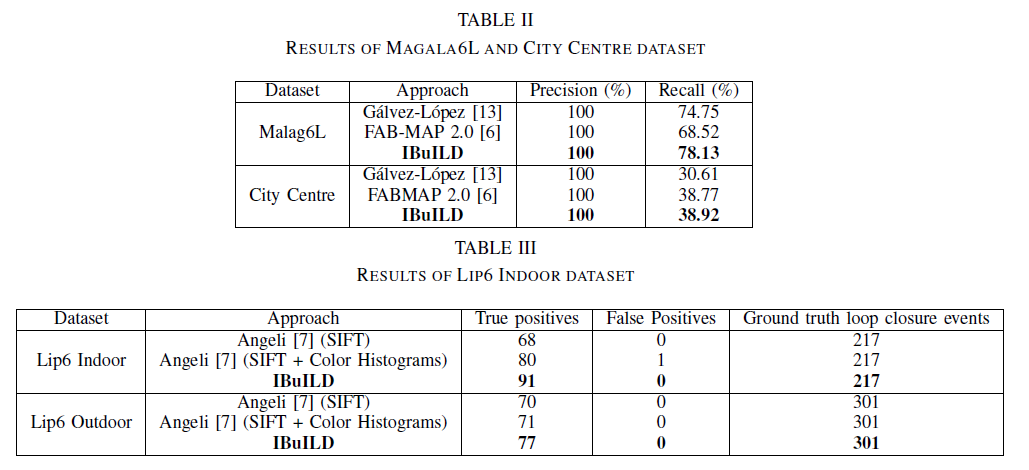 TABLE II
RESULTS OF MAGALA6L AND CITY CENTRE DATASET
Dataset Approach Precision (%) Recall (%)
Gálvez-López [13] 100 74.75
Malag6L FAB-MAP 2.0 [6] 100 68.52
IBuILD 100 78.13
Gálvez-López [13] 100 30.61
City Centre FABMAP 2.0 [6] 100 38.77
IBuILD 100 38.92
TABLE III
RESULTS OF LIP6 INDOOR DATASET
Dataset Approach True positives False Positives Ground truth loop closure events
Angeli [7] (SIFT) 68 0 217
Lip6 Indoor Angeli [7] (SIFT + Color Histograms) 80 1 217
IBuILD 91 0 217
Angeli [7] (SIFT) 70 0 301
Lip6 Outdoor Angeli [7] (SIFT + Color Histograms) 71 0 301
IBuILD 77 0 301